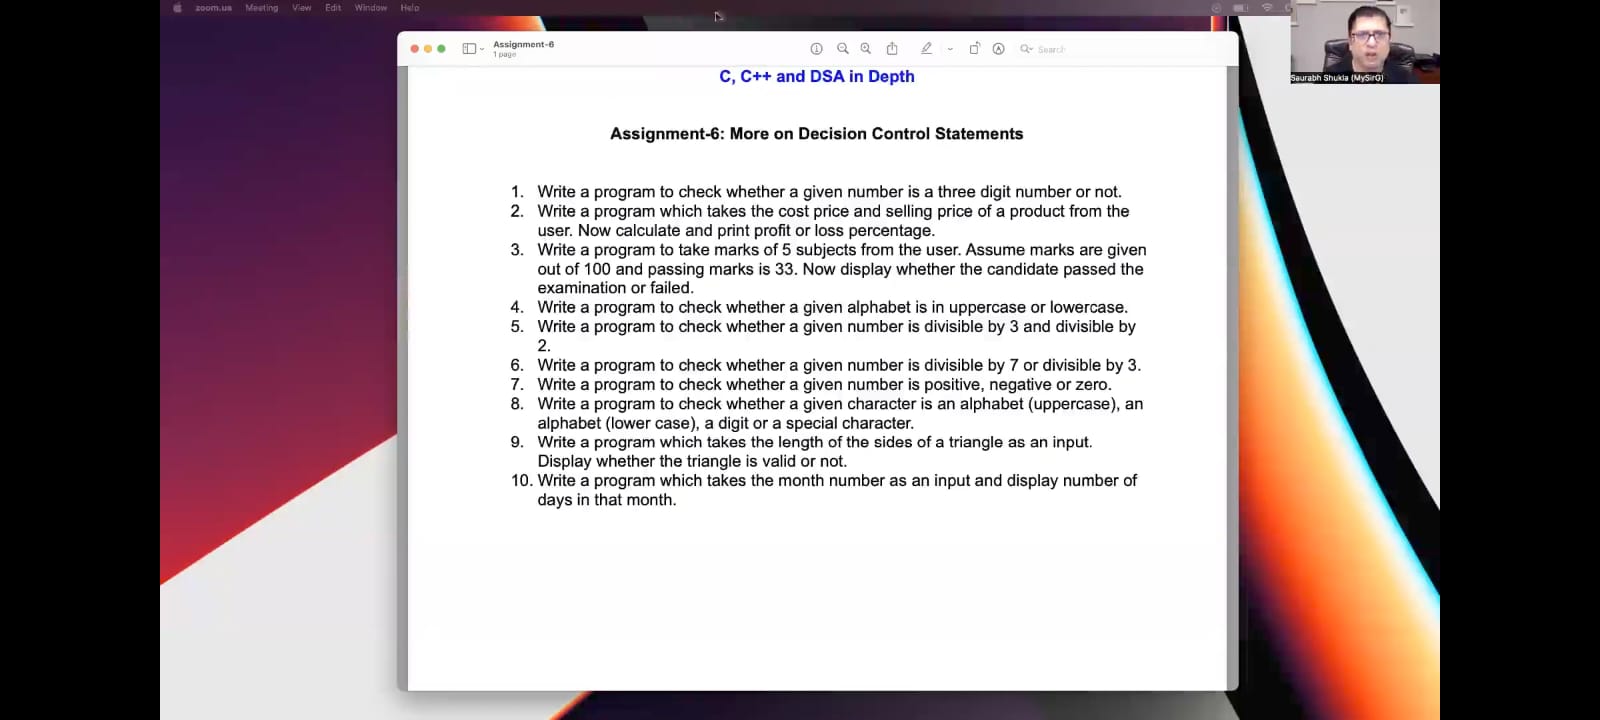 zoom.us Meeting View Edit Window Help
Assignment-6
1 page
Search
Saurabh Shukla (MySirG)
C, C++ and DSA in Depth
Assignment-6: More on Decision Control Statements
1. Write a program to check whether a given number is a three digit number or not.
2. Write a program which takes the cost price and selling price of a product from the
user. Now calculate and print profit or loss percentage.
3. Write a program to take marks of 5 subjects from the user. Assume marks are given
out of 100 and passing marks is 33. Now display whether the candidate passed the
examination or failed.
4. Write a program to check whether a given alphabet is in uppercase or lowercase.
5. Write a program to check whether a given number is divisible by 3 and divisible by
2.
6. Write a program to check whether a given number is divisible by 7 or divisible by 3.
7. Write a program to check whether a given number is positive, negative or zero.
8. Write a program to check whether a given character is an alphabet (uppercase), an
alphabet (lower case), a digit or a special character.
9. Write a program which takes the length of the sides of a triangle as an input.
Display whether the triangle is valid or not.
10. Write a program which takes the month number as an input and display number of
days in that month.